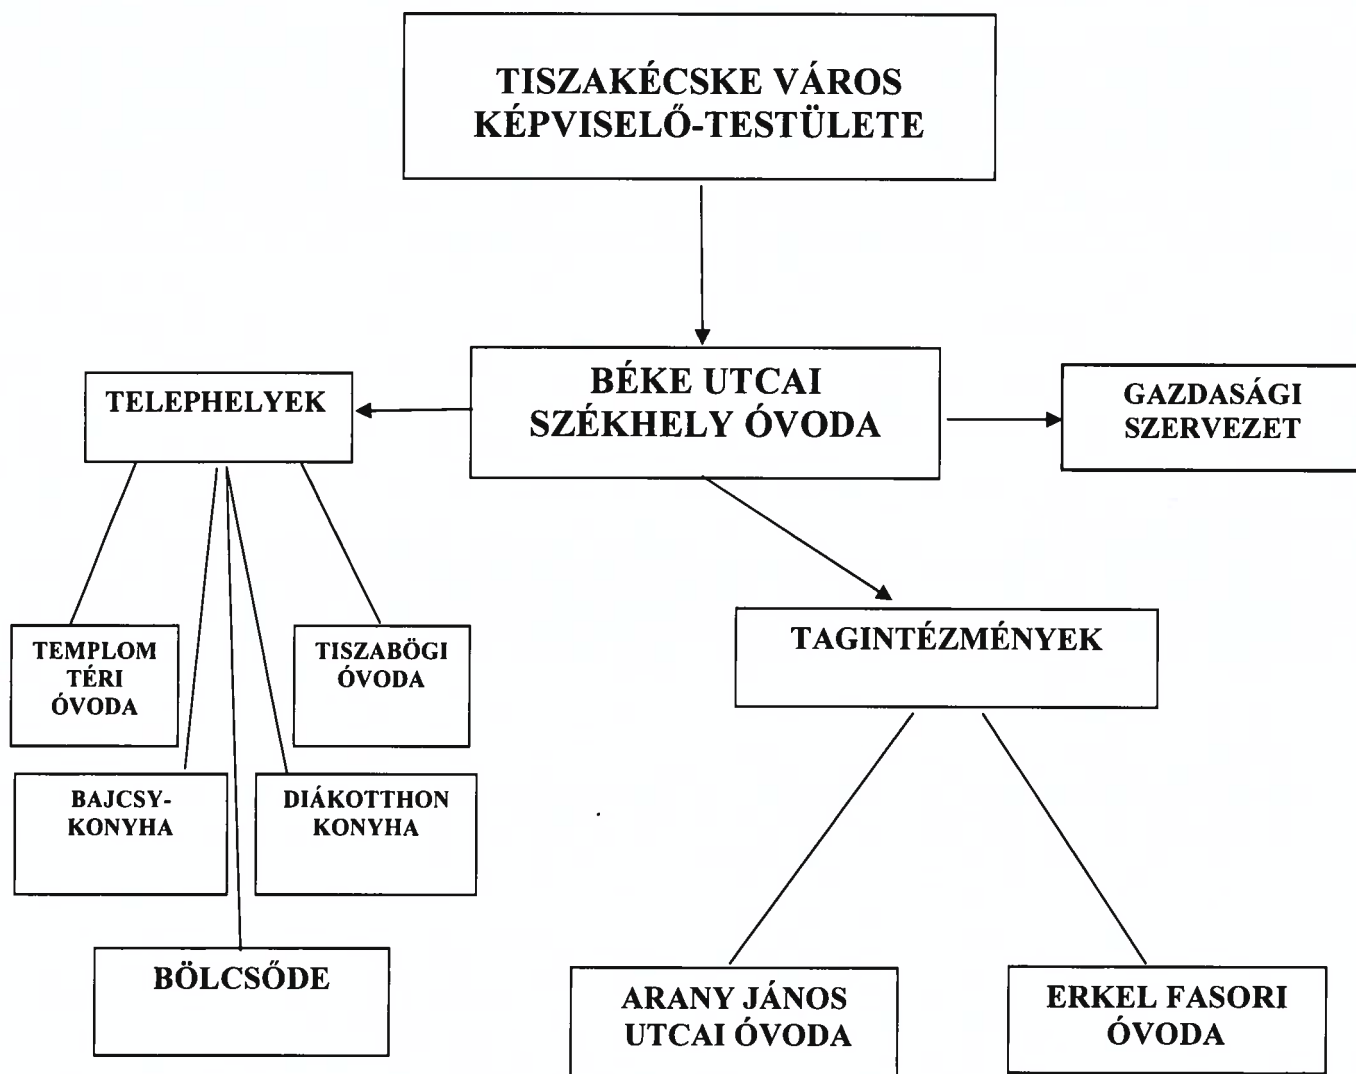 TISZAKÉCSKE VÁROS
KÉPVISELŐ-TESTÜLETE
BÉKE UTCAI
SZÉKHELY ÓVODA
TELEPHELYEK
GAZDASÁGI
SZERVEZET
TEMPLOM
TÉRI
ÓVODA
TISZABÖGI
ÓVODA
TAGINTÉZMÉNYEK
BAJCSY-
KONYHA
DIÁKOTTHON
KONYHA
BÖLCSŐDE
ARANY JÁNOS
UTCAI ÓVODA
ERKEL FASORI
ÓVODA